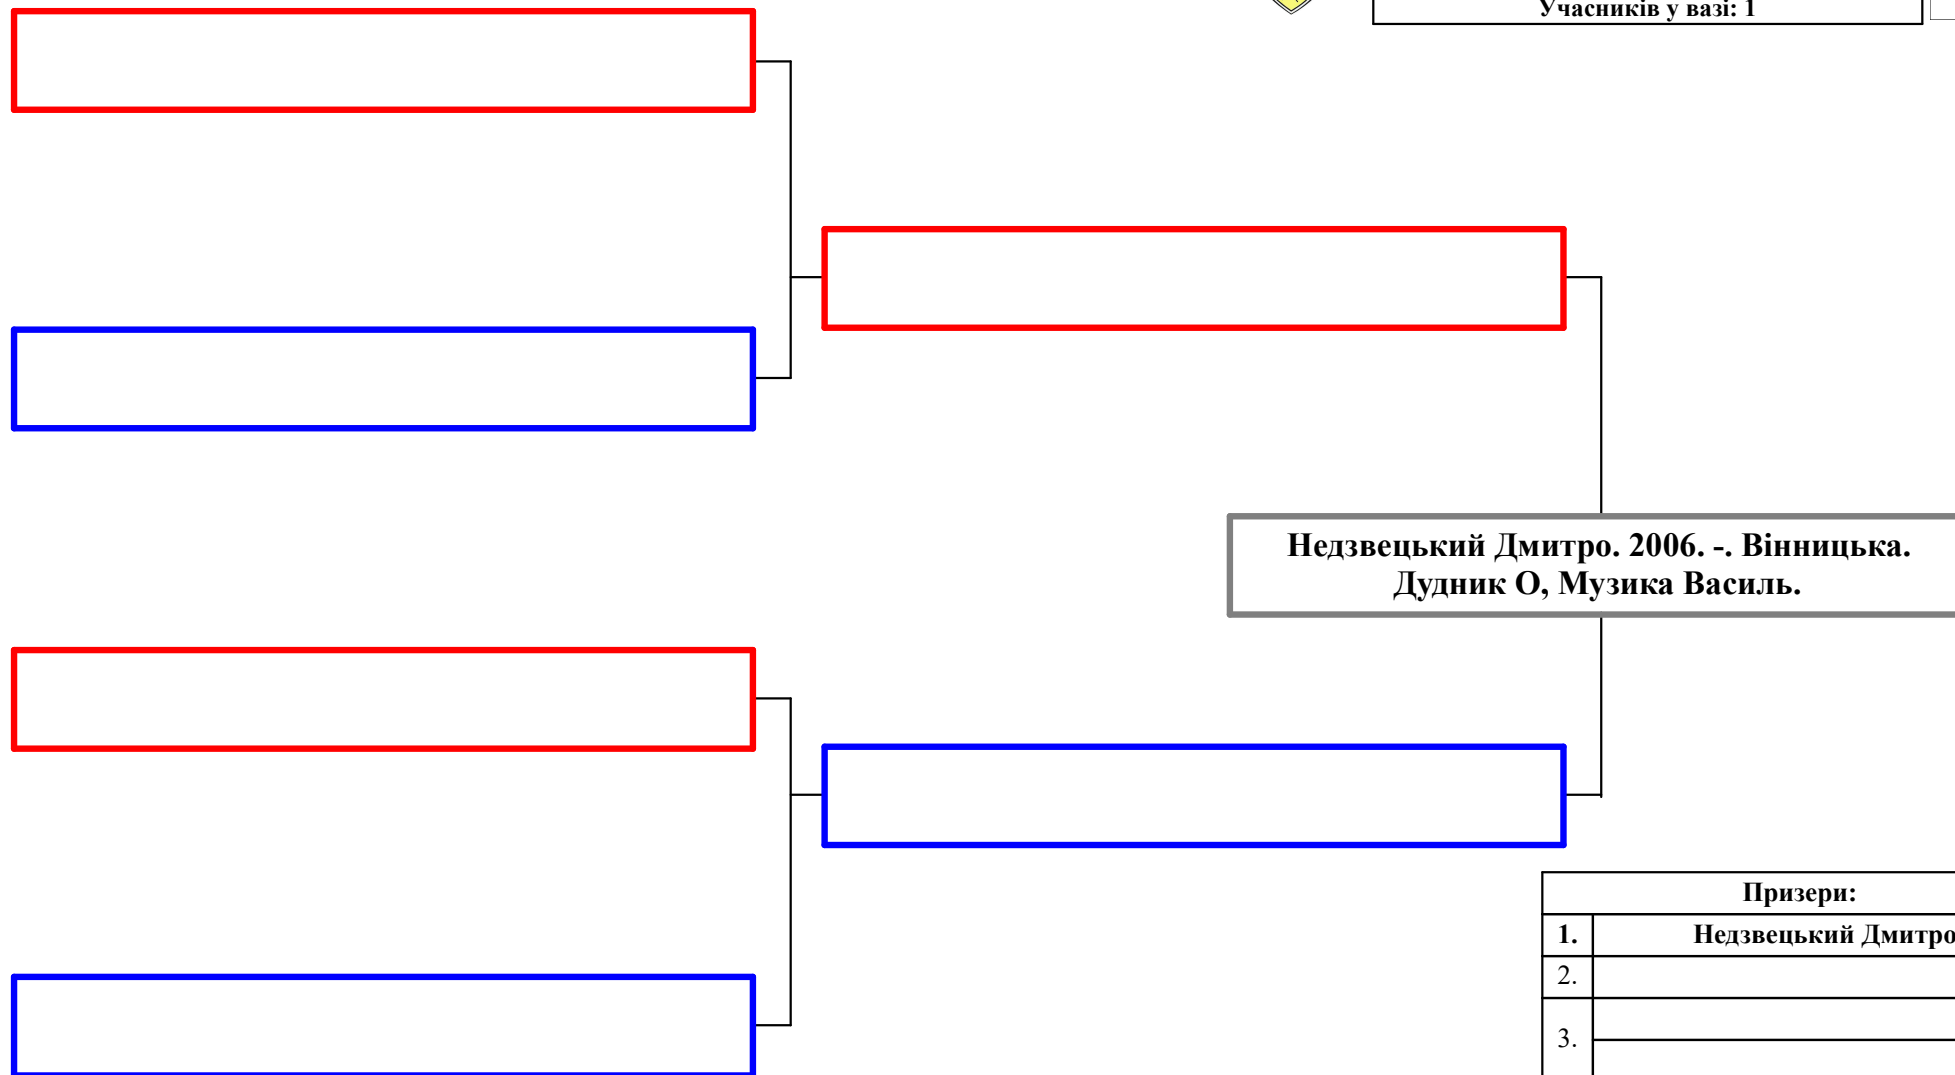 Учасників у вазі: 1
Недзвецький Дмитро. 2006. -. Вінницька.
Дудник О, Музика Василь.
Призери:
1. Недзвецький Дмитро
2.
3.